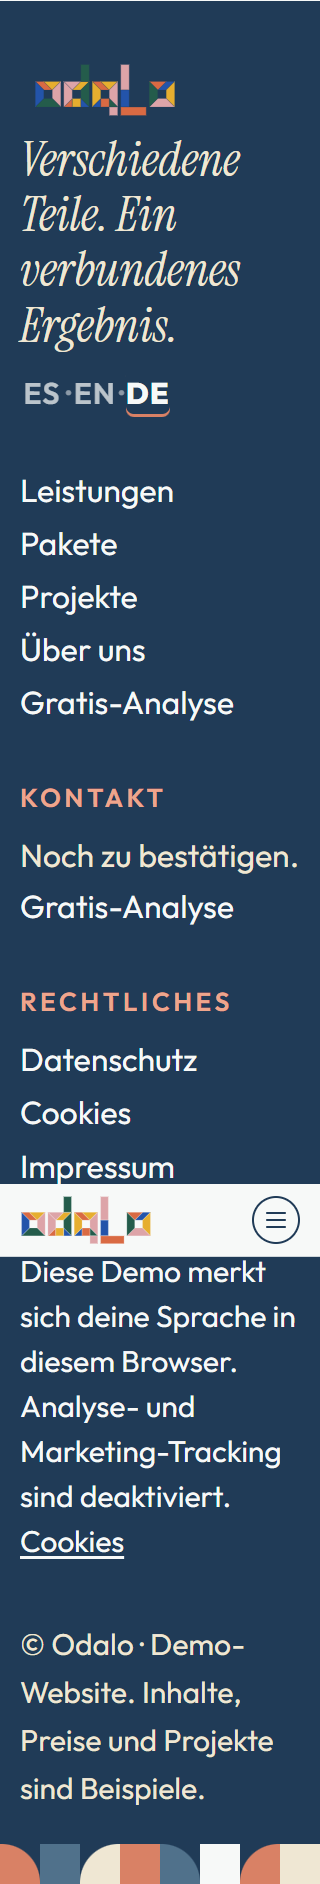 odalo
Verschiedene
Teile. Ein
verbundenes
Ergebnis.
ES · EN · DE
Leistungen
Pakete
Projekte
Über uns
Gratis-Analyse
KONTAKT
Noch zu bestätigen.
Gratis-Analyse
RECHTLICHES
Datenschutz
Cookies
Impressum
odalo
Diese Demo merkt
sich deine Sprache in
diesem Browser.
Analyse- und
Marketing-Tracking
sind deaktiviert.
Cookies
© Odalo · Demo-
Website. Inhalte,
Preise und Projekte
sind Beispiele.